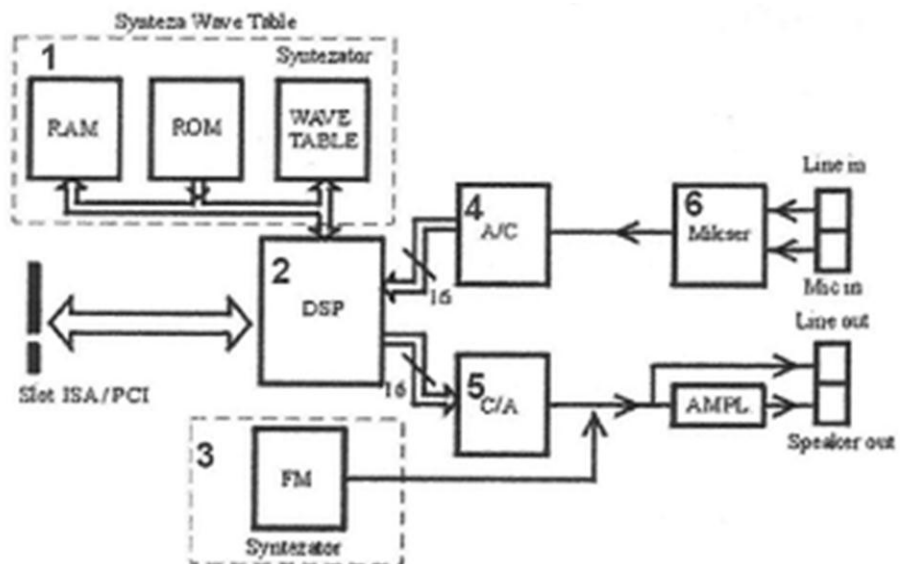 Synteza Wave Table
1
Syntezator
RAM
ROM
WAVE
TABLE
Line in
4
A/C
6
Mikser
2
DSP
16
Mic in
Line out
16
5
C/A
AMPL.
Slot ISA/PCI
Speaker out
3
FM
Syntezator